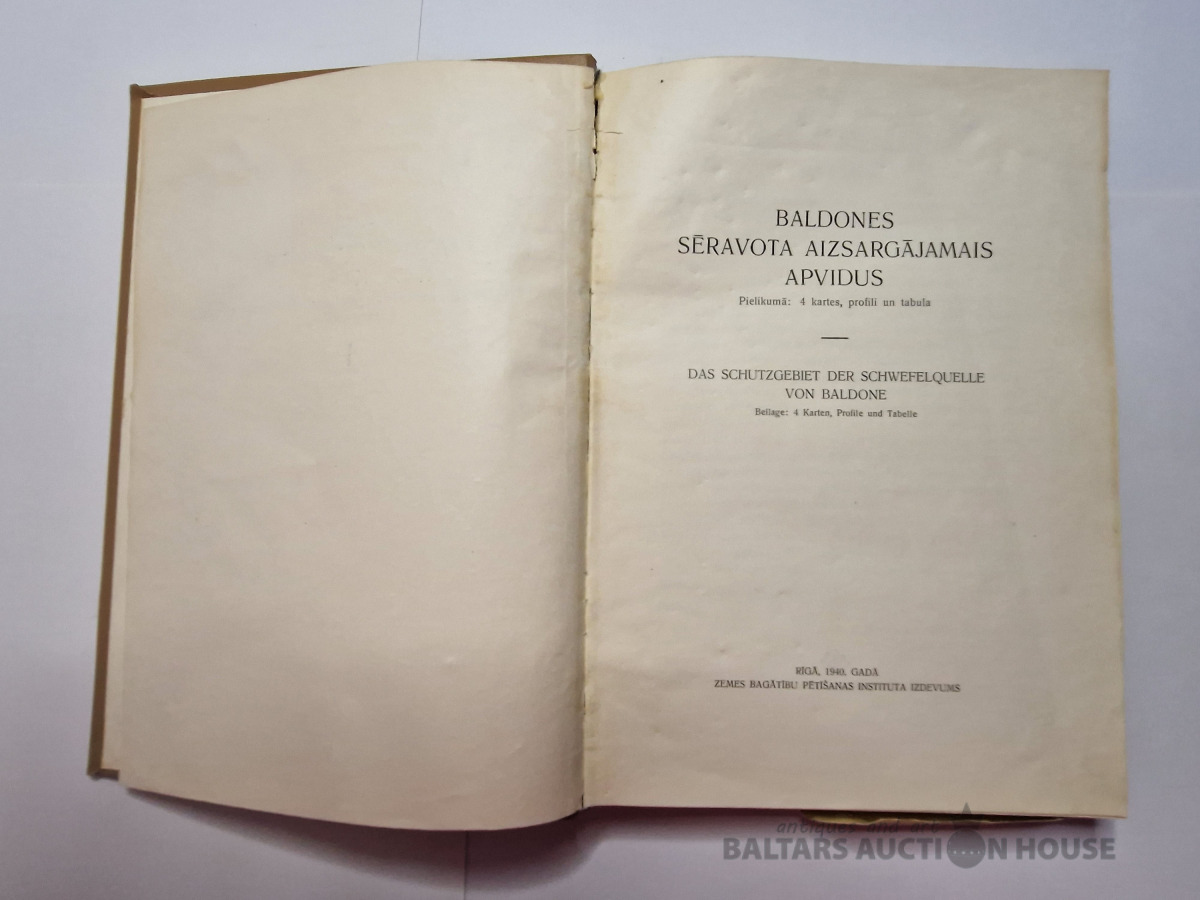 BALDONES
SĒRAVOTA AIZSARGĀJAMAIS
APVIDUS
Pielikumā: 4 kartes, profili un tabula
DAS SCHUTZGEBIET DER SCHWEFELQUELLE
VON BALDONE
Beilage: 4 Karten, Profile und Tabelle
RĪGĀ, 1940. GADĀ
ZEMES BAGĀTĪBU PĒTĪŠANAS INSTITUTA IZDEVUMS
antiques and art
BALTARS AUCTION HOUSE